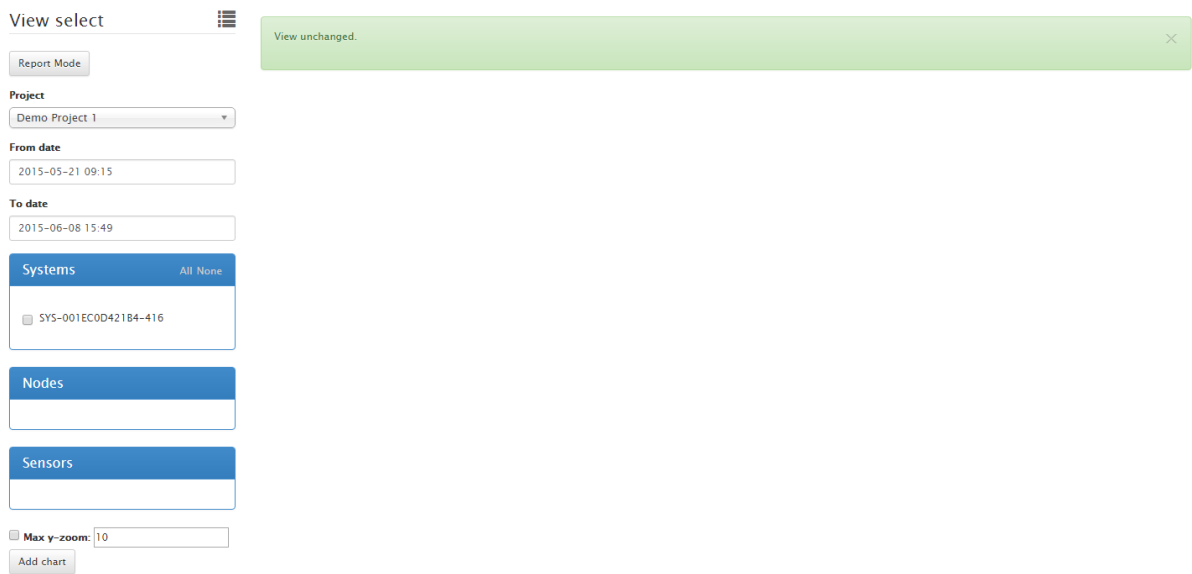 View select
View unchanged.
×
Report Mode
Project
Demo Project 1
From date
2015-05-21 09:15
To date
2015-06-08 15:49
Systems All None
SYS-001EC0D421B4-416
Nodes
Sensors
Max y-zoom: 10
Add chart